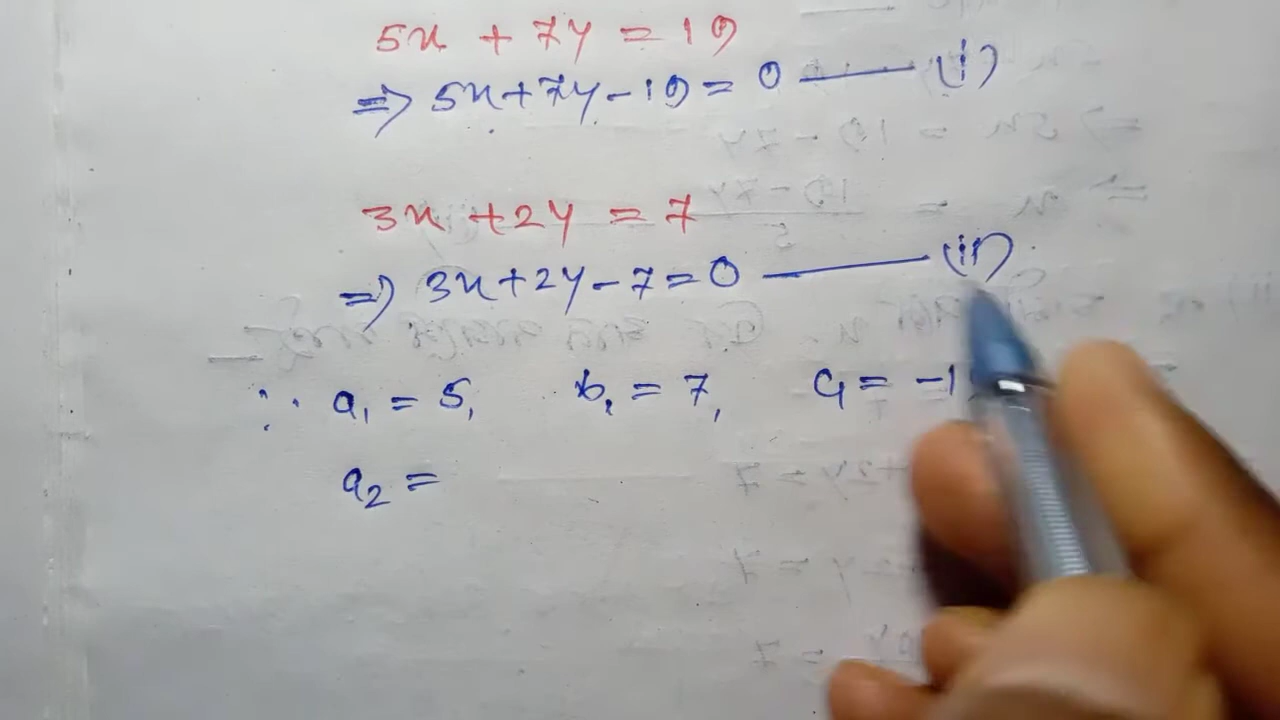 5x + 7y = 19
⇒ 5x+7y-19=0 —— (i)
3x +2y = 7
⇒ 3x+2y-7=0 —— (ii)
∴ a₁ = 5, b₁ = 7, c₁ = -1
a₂ =